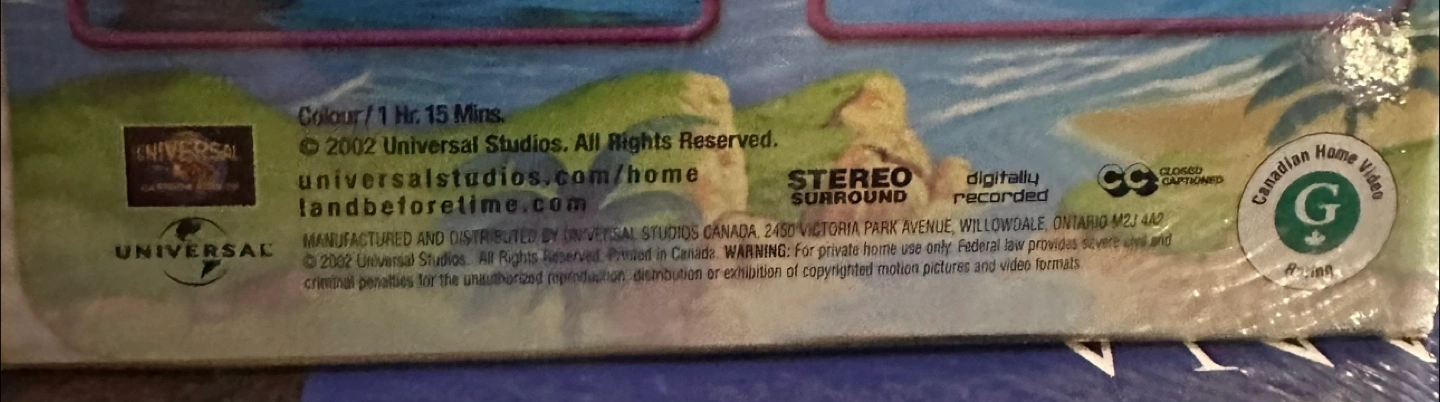 Colour / 1 Hr. 15 Mins.
© 2002 Universal Studios. All Rights Reserved.
universalstudios.com/home
landbeforetime.com
UNIVERSAL
UNIVERSAL
STEREO
SURROUND
digitally
recorded
CC CLOSED
CAPTIONED
Canadian Home Video
G
Rating
MANUFACTURED AND DISTRIBUTED BY UNIVERSAL STUDIOS CANADA, 2450 VICTORIA PARK AVENUE, WILLOWDALE, ONTARIO M2J 4A2
© 2002 Universal Studios. All Rights Reserved. Printed in Canada. WARNING: For private home use only. Federal law provides severe civil and
criminal penalties for the unauthorized reproduction, distribution or exhibition of copyrighted motion pictures and video formats.